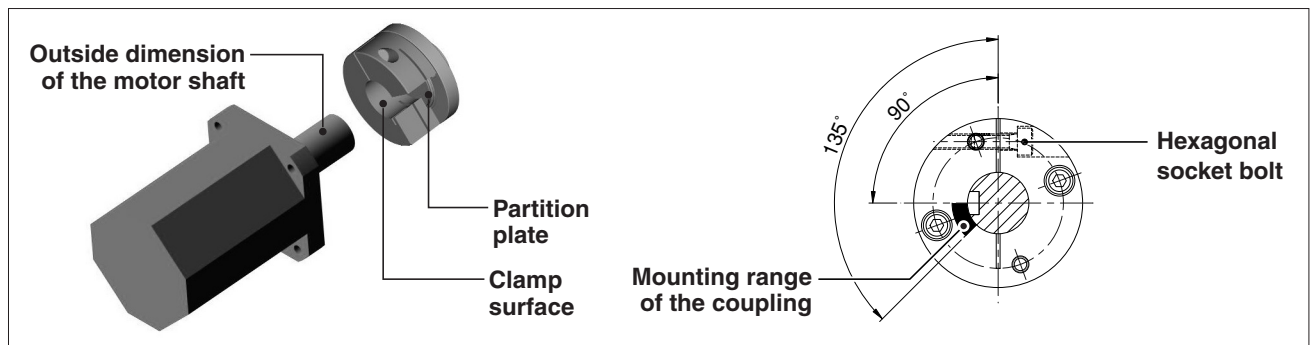 Outside dimension
of the motor shaft
Partition
plate
Clamp
surface
135°
90°
Hexagonal
socket bolt
Mounting range
of the coupling